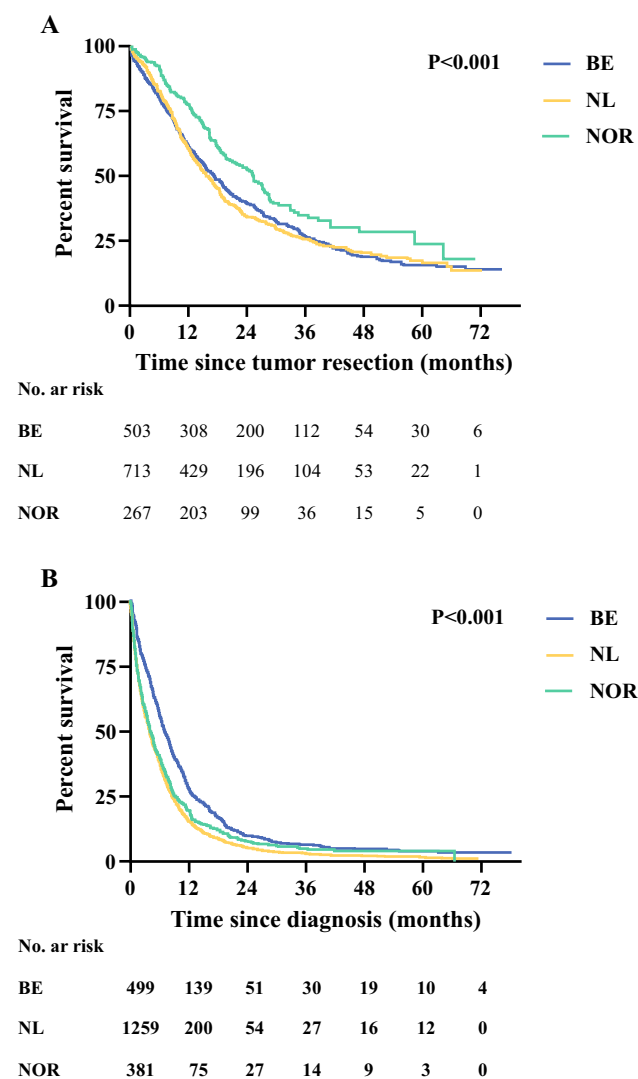 A
P<0.001
BE
NL
NOR
Percent survival
100
75
50
25
0
0 12 24 36 48 60 72
Time since tumor resection (months)
No. ar risk
BE 503 308 200 112 54 30 6
NL 713 429 196 104 53 22 1
NOR 267 203 99 36 15 5 0
B
P<0.001
BE
NL
NOR
Percent survival
100
75
50
25
0
0 12 24 36 48 60 72
Time since diagnosis (months)
No. ar risk
BE 499 139 51 30 19 10 4
NL 1259 200 54 27 16 12 0
NOR 381 75 27 14 9 3 0